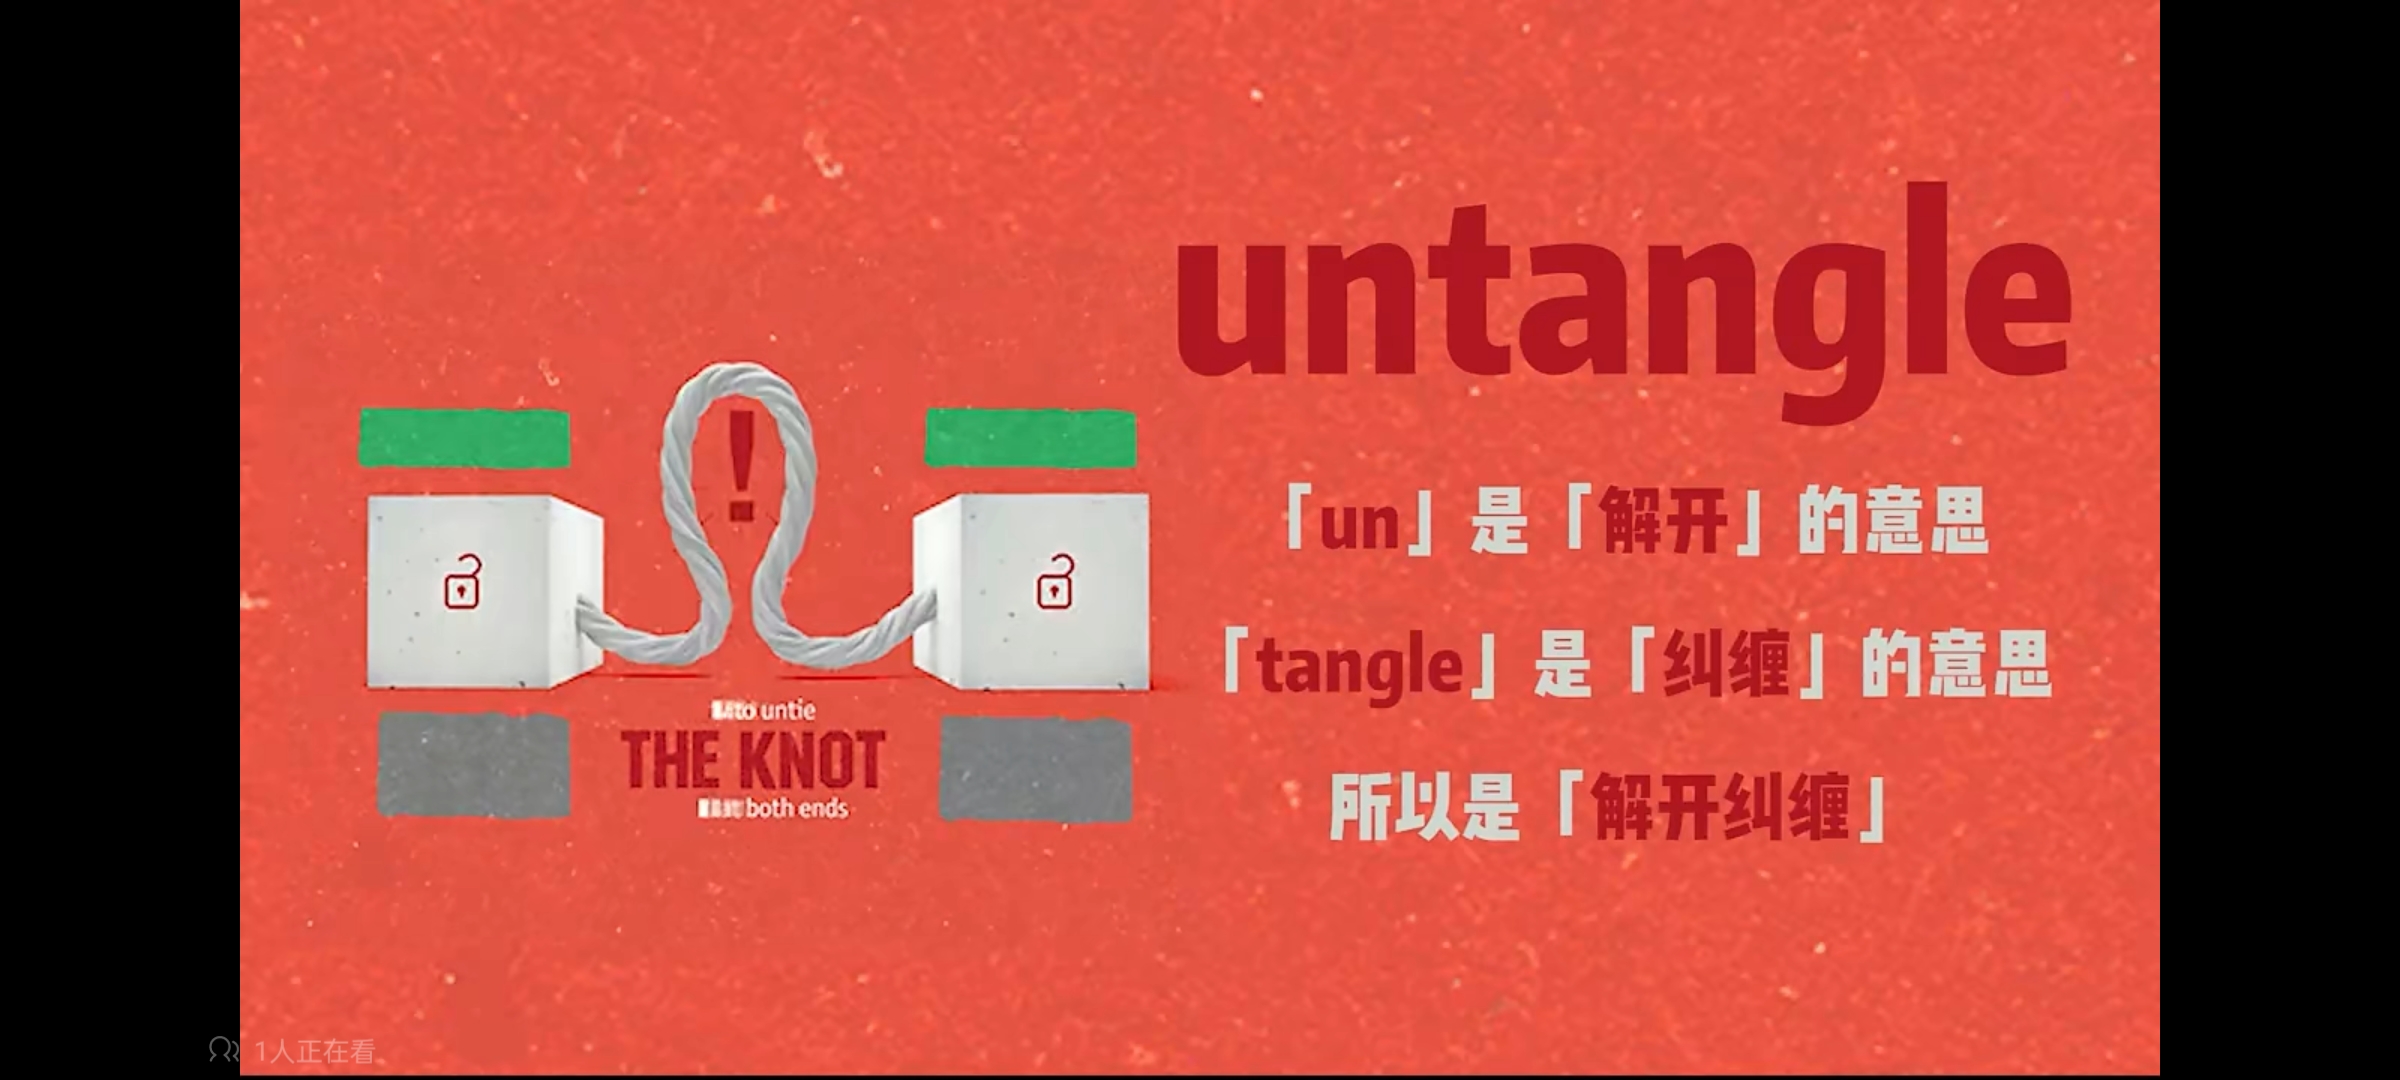 untangle
「un」是「解开」的意思
「tangle」是「纠缠」的意思
所以是「解开纠缠」
!
to untie
THE KNOT
both ends
1人正在看